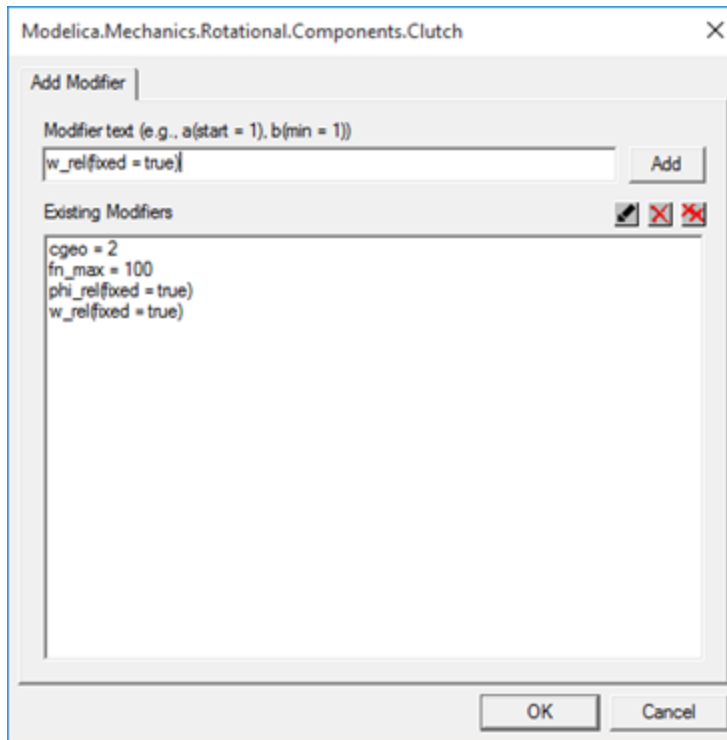 Modelica.Mechanics.Rotational.Components.Clutch
Add Modifier
Modifier text (e.g., a(start = 1), b(min = 1))
w_rel(fixed = true)
Add
Existing Modifiers
cgeo = 2
fn_max = 100
phi_rel(fixed = true)
w_rel(fixed = true)
OK
Cancel